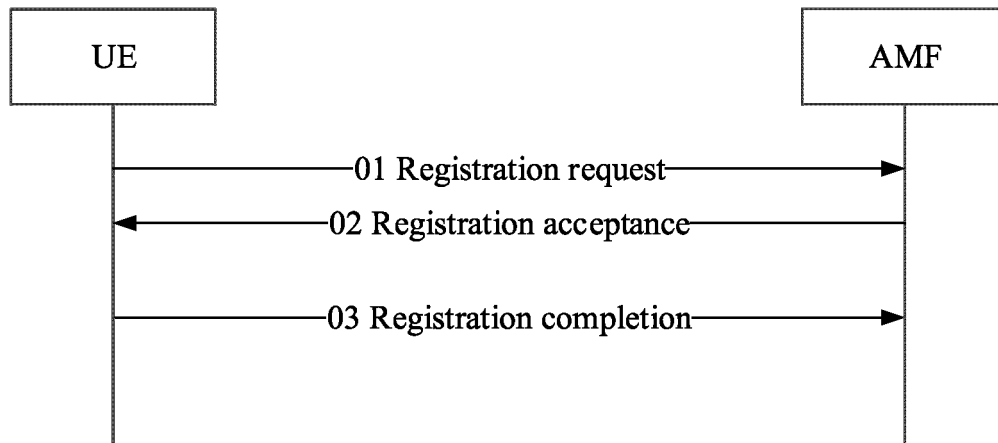 UE
AMF
01 Registration request
02 Registration acceptance
03 Registration completion